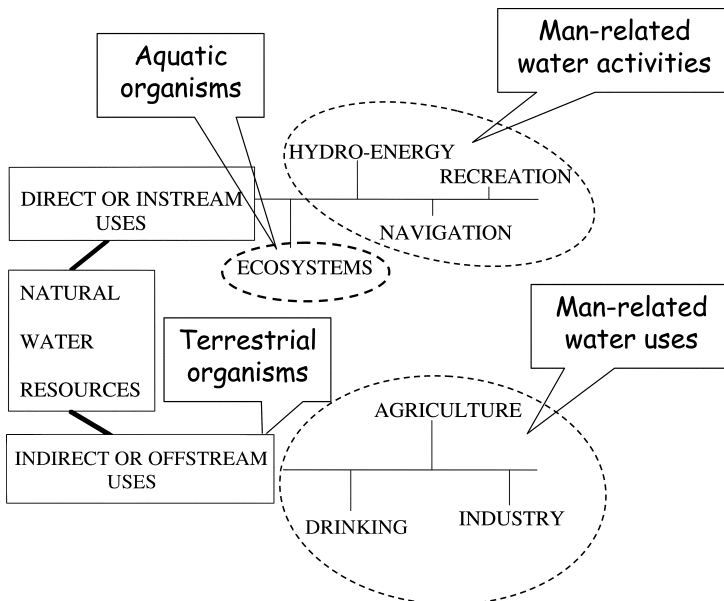 Aquatic
organisms
Man-related
water activities
HYDRO-ENERGY
RECREATION
DIRECT OR INSTREAM
USES
NAVIGATION
ECOSYSTEMS
NATURAL
WATER
RESOURCES
Terrestrial
organisms
Man-related
water uses
AGRICULTURE
INDIRECT OR OFFSTREAM
USES
DRINKING
INDUSTRY